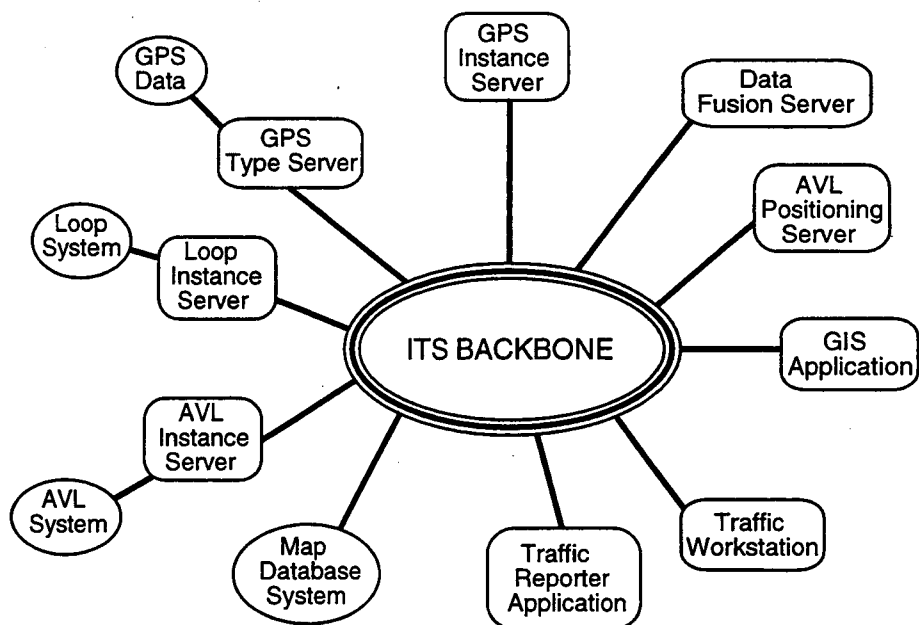 GPS
Data
GPS
Instance
Server
Data
Fusion Server
GPS
Type Server
AVL
Positioning
Server
Loop
System
Loop
Instance
Server
ITS BACKBONE
GIS
Application
AVL
Instance
Server
AVL
System
Map
Database
System
Traffic
Reporter
Application
Traffic
Workstation